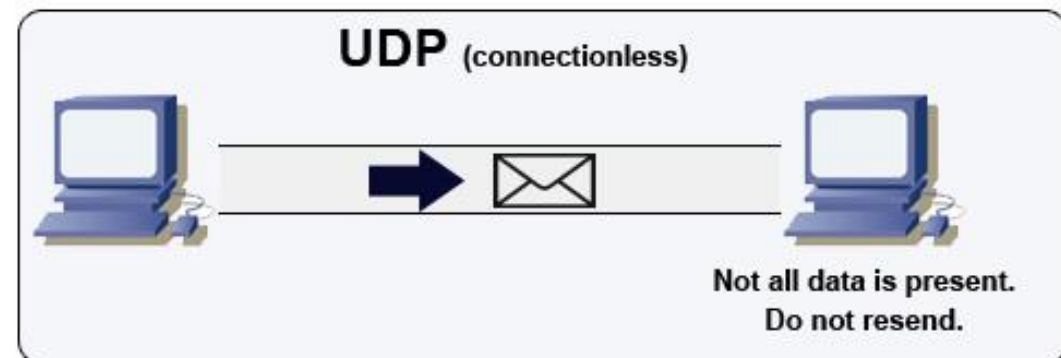 UDP (connectionless)
Not all data is present.
Do not resend.